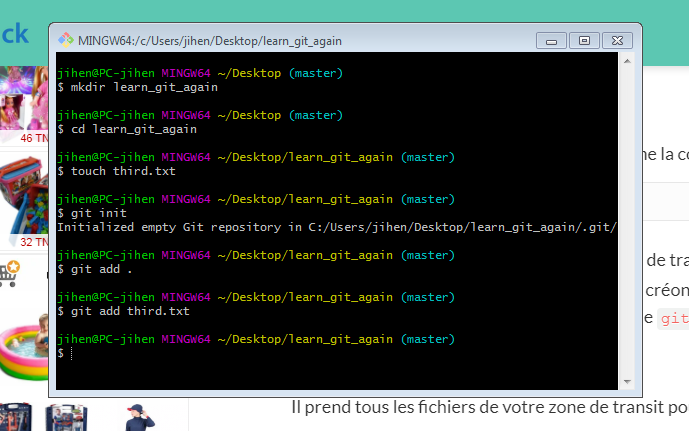 ck
MINGW64:/c/Users/jihen/Desktop/learn_git_again
jihen@PC-jihen MINGW64 ~/Desktop (master)
$ mkdir learn_git_again
jihen@PC-jihen MINGW64 ~/Desktop (master)
$ cd learn_git_again
jihen@PC-jihen MINGW64 ~/Desktop/learn_git_again (master)
$ touch third.txt
jihen@PC-jihen MINGW64 ~/Desktop/learn_git_again (master)
$ git init
Initialized empty Git repository in C:/Users/jihen/Desktop/learn_git_again/.git/
jihen@PC-jihen MINGW64 ~/Desktop/learn_git_again (master)
$ git add .
jihen@PC-jihen MINGW64 ~/Desktop/learn_git_again (master)
$ git add third.txt
jihen@PC-jihen MINGW64 ~/Desktop/learn_git_again (master)
$
46 TN
32 TN
ne la co
de tra
créon
e git
Il prend tous les fichiers de votre zone de transit po